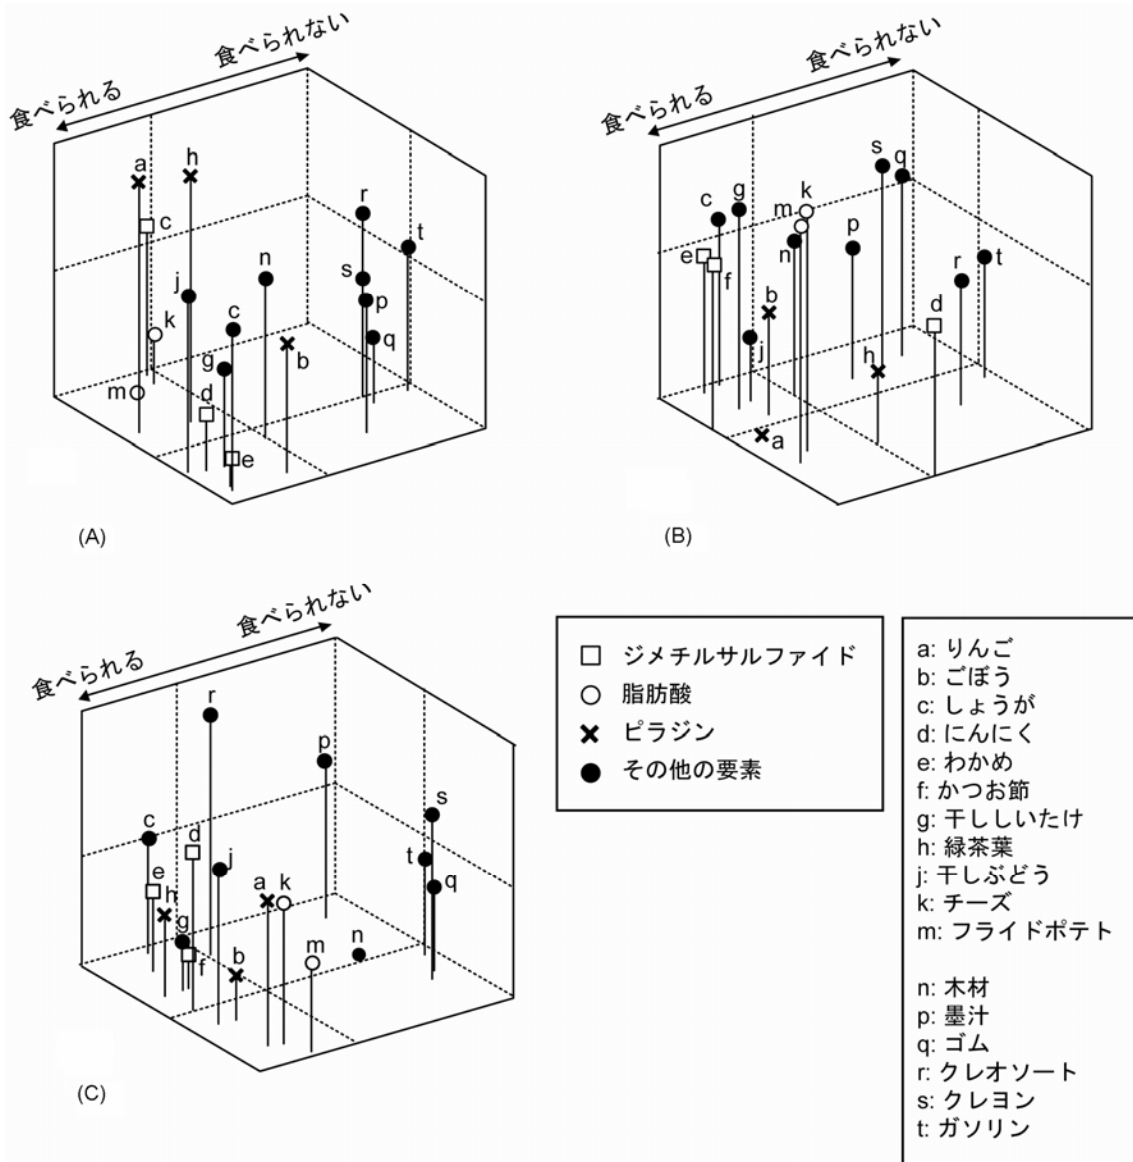 食べられる
食べられない
a
h
c
r
t
n
s
j
p
k
c
q
g
b
m
d
e
(A)
食べられる
食べられない
s
q
k
g
c
m
p
n
e
f
r
t
b
d
j
h
a
(B)
食べられる
食べられない
r
p
c
d
s
j
t
e
a
k
q
h
g
f
b
m
n
(C)
ジメチルサルファイド
脂肪酸
ピラジン
その他の要素
a: りんご
b: ごぼう
c: しょうが
d: にんにく
e: わかめ
f: かつお節
g: 干ししいたけ
h: 緑茶葉
j: 干しぶどう
k: チーズ
m: フライドポテト
n: 木材
p: 墨汁
q: ゴム
r: クレオソート
s: クレヨン
t: ガソリン